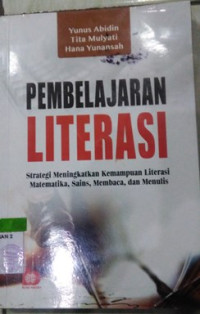 Yunus Abidin
Tita Mulyati
Hana Yunansah
PEMBELAJARAN
LITERASI
Strategi Meningkatkan Kemampuan Literasi
Matematika, Sains, Membaca, dan Menulis